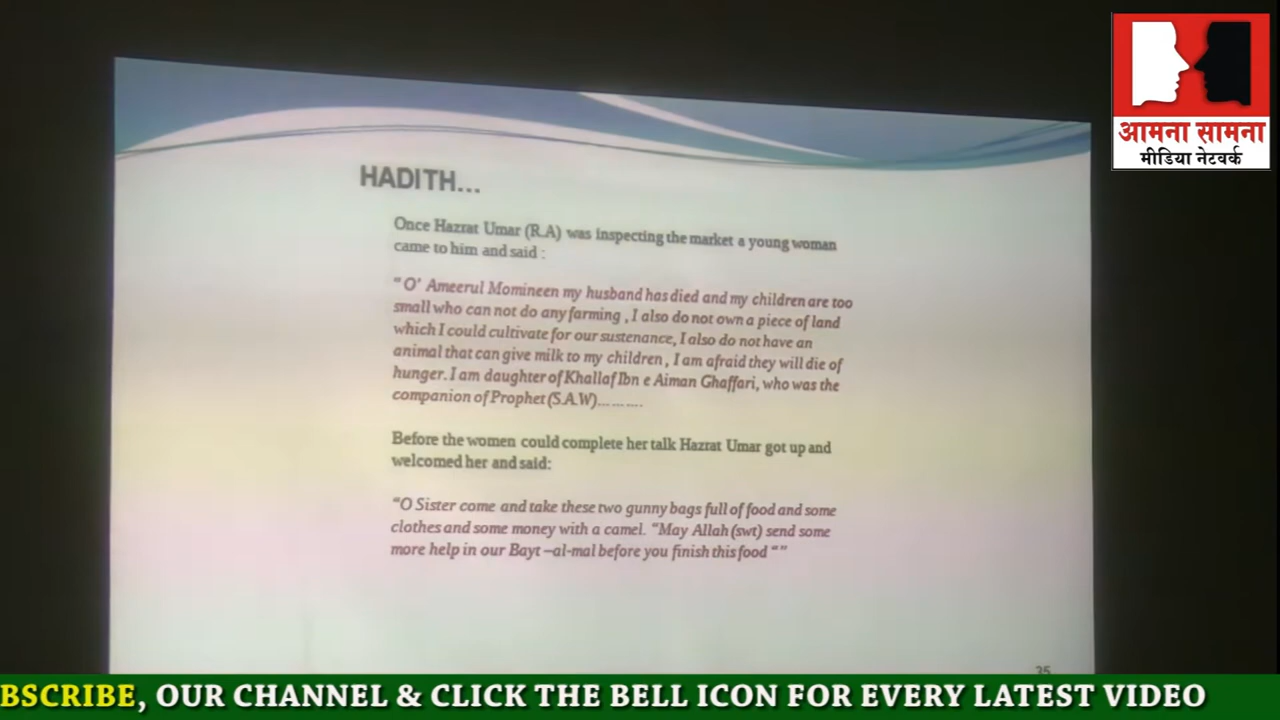 आमना सामना
मीडिया नेटवर्क
HADITH...
Once Hazrat Umar (R.A) was inspecting the market a young woman
came to him and said :
"O' Ameerul Momineen my husband has died and my children are too
small who can not do any farming , I also do not own a piece of land
which I could cultivate for our sustenance, I also do not have an
animal that can give milk to my children , I am afraid they will die of
hunger. I am daughter of Khallaf Ibn e Aiman Ghaffari, who was the
companion of Prophet (S.A.W)..........
Before the women could complete her talk Hazrat Umar got up and
welcomed her and said:
"O Sister come and take these two gunny bags full of food and some
clothes and some money with a camel. "May Allah (swt) send some
more help in our Bayt –al-mal before you finish this food ""
35
BSCRIBE, OUR CHANNEL & CLICK THE BELL ICON FOR EVERY LATEST VIDEO